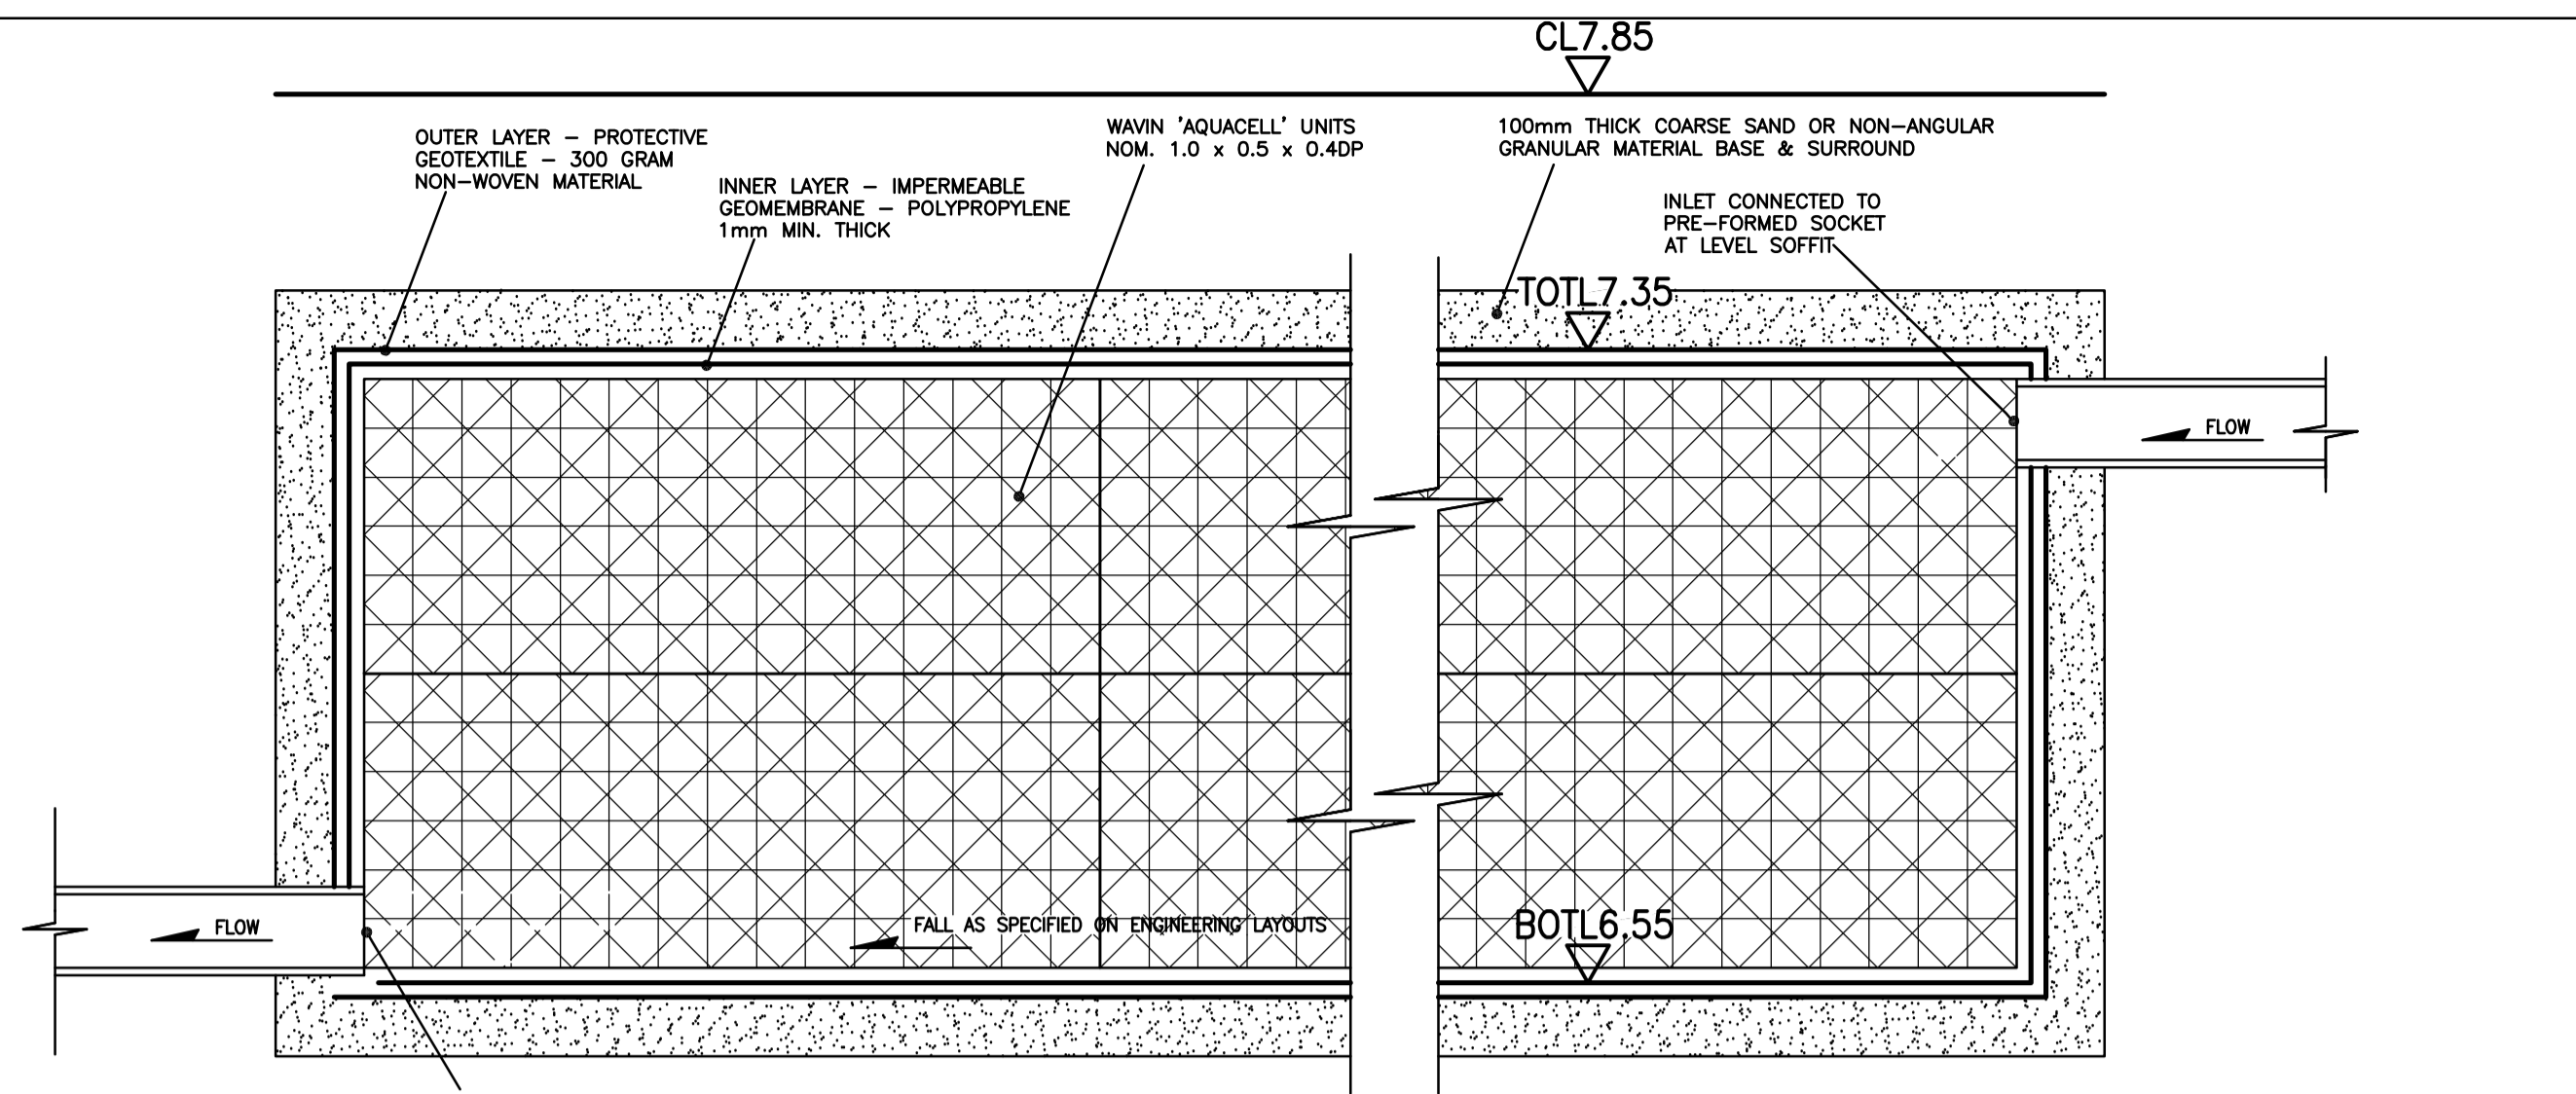 CL7.85
OUTER LAYER – PROTECTIVE
GEOTEXTILE – 300 GRAM
NON–WOVEN MATERIAL
INNER LAYER – IMPERMEABLE
GEOMEMBRANE – POLYPROPYLENE
1mm MIN. THICK
WAVIN 'AQUACELL' UNITS
NOM. 1.0 x 0.5 x 0.4DP
100mm THICK COARSE SAND OR NON–ANGULAR
GRANULAR MATERIAL BASE & SURROUND
INLET CONNECTED TO
PRE–FORMED SOCKET
AT LEVEL SOFFIT
TOTL7.35
FLOW
FLOW
FALL AS SPECIFIED ON ENGINEERING LAYOUTS
BOTL6.55